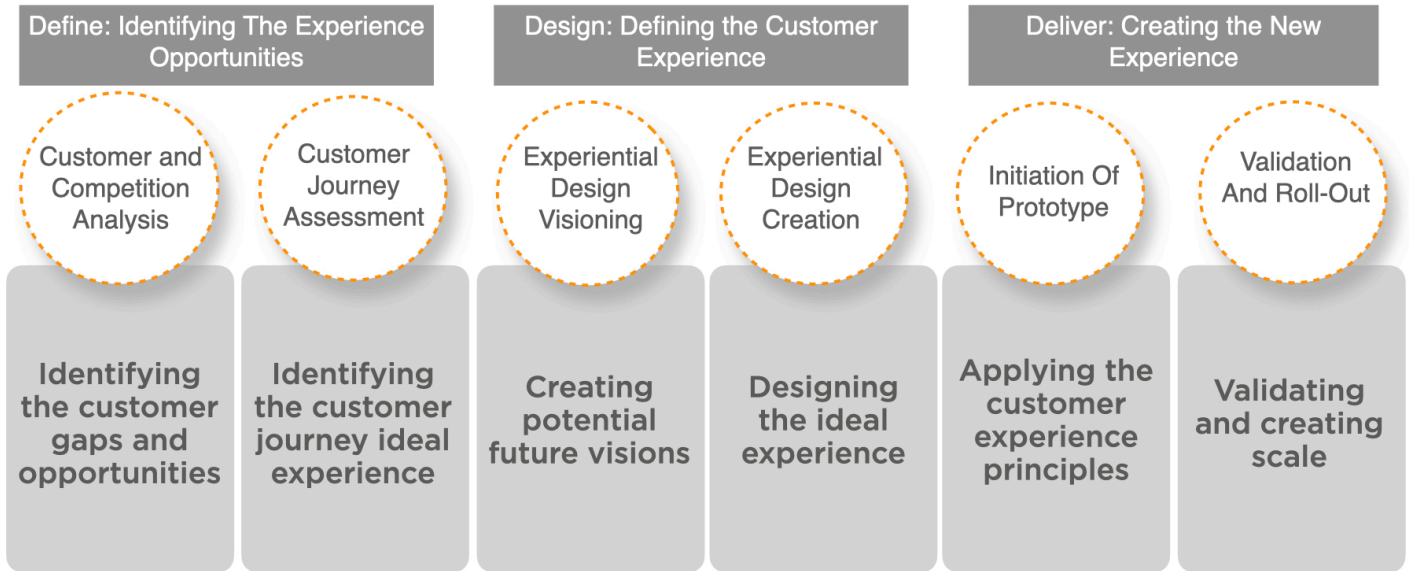 Define: Identifying The Experience
Opportunities
Design: Defining the Customer
Experience
Deliver: Creating the New
Experience
Customer and
Competition
Analysis
Customer
Journey
Assessment
Experiential
Design
Visioning
Experiential
Design
Creation
Initiation Of
Prototype
Validation
And Roll-Out
Identifying
the customer
gaps and
opportunities
Identifying
the customer
journey ideal
experience
Creating
potential
future visions
Designing
the ideal
experience
Applying the
customer
experience
principles
Validating
and creating
scale